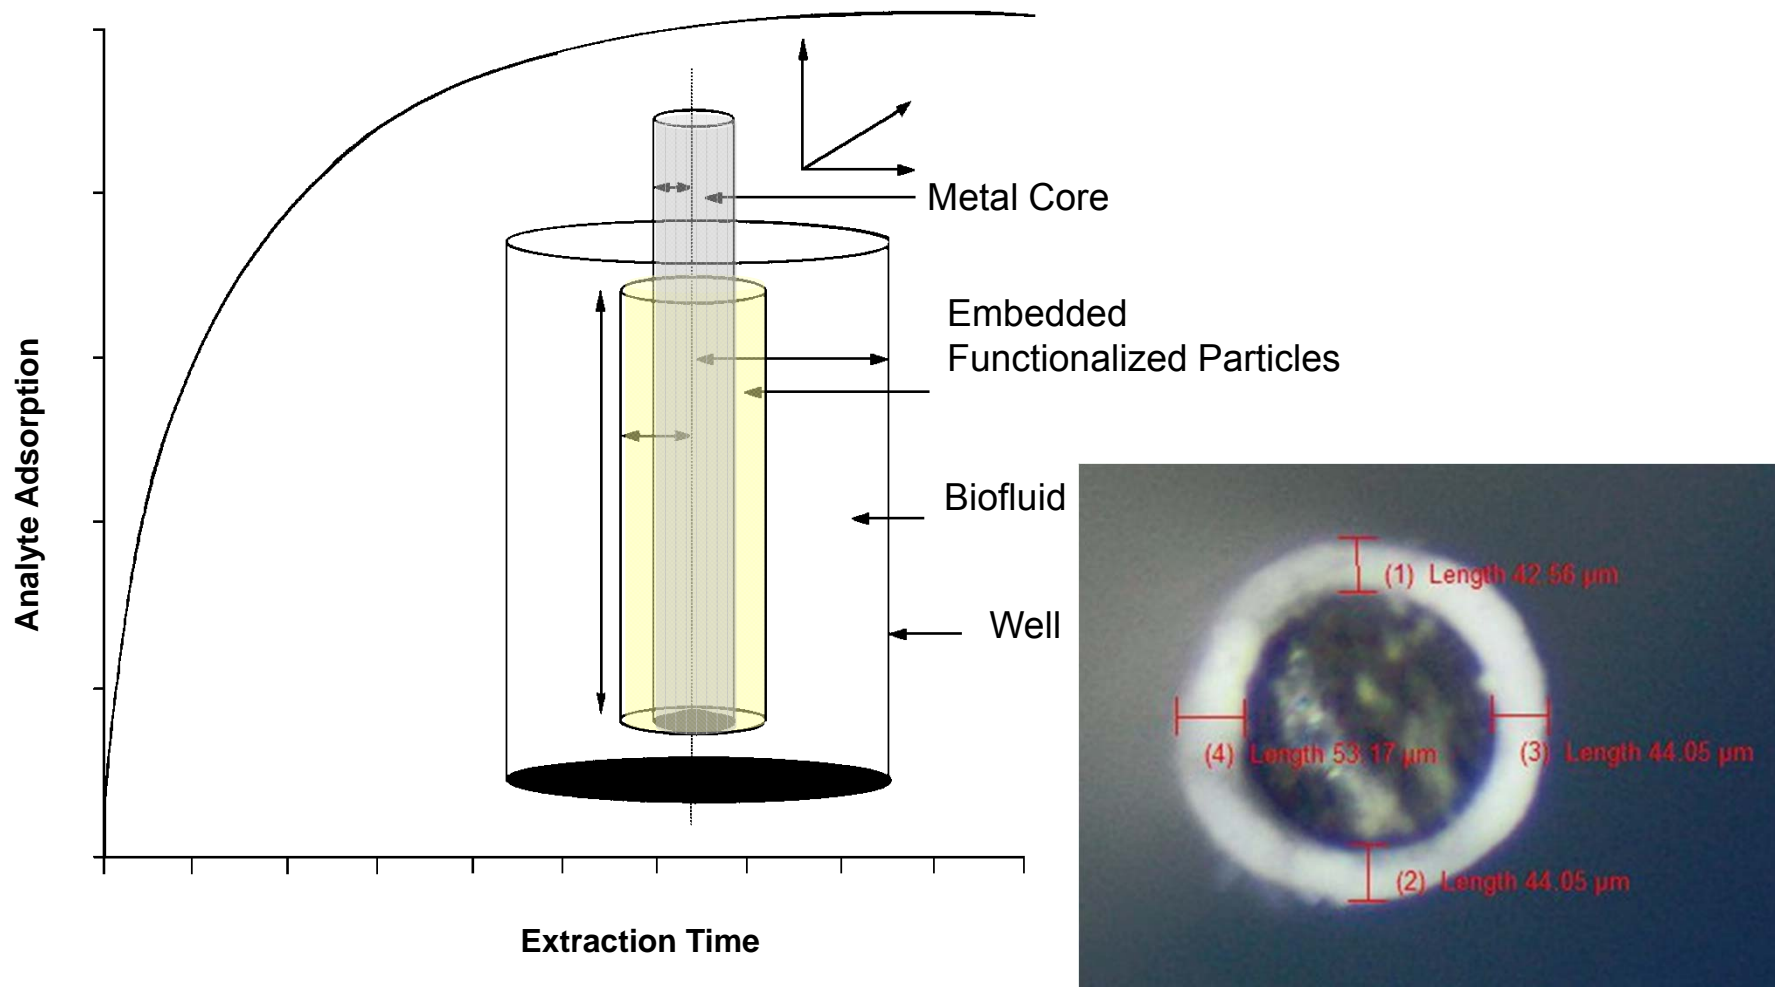 Metal Core
Embedded
Functionalized Particles
Biofluid
Well
Analyte Adsorption
Extraction Time
(1) Length 42.56 µm
(4) Length 53.17 µm
(3) Length 44.05 µm
(2) Length 44.05 µm